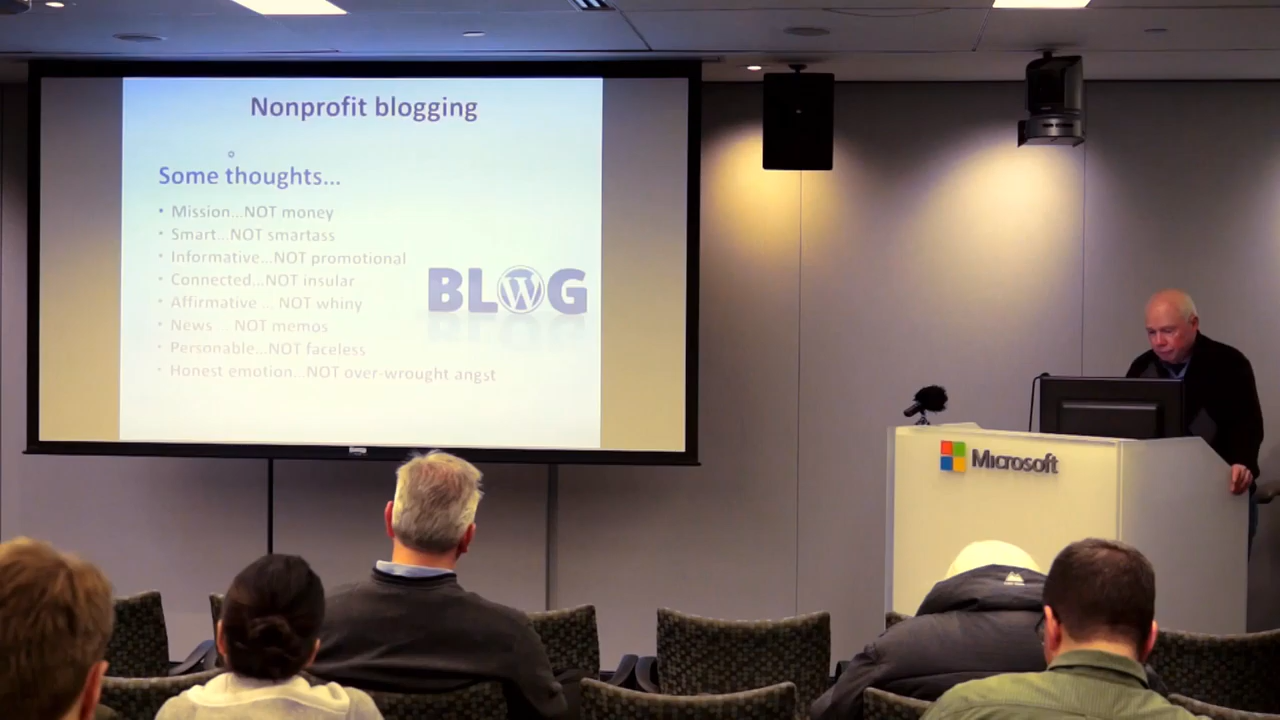 Nonprofit blogging
Some thoughts...
• Mission...NOT money
• Smart...NOT smartass
• Informative...NOT promotional
• Connected...NOT insular
• Affirmative ... NOT whiny
• News ... NOT memos
• Personable...NOT faceless
• Honest emotion...NOT over-wrought angst
BLOG
Microsoft